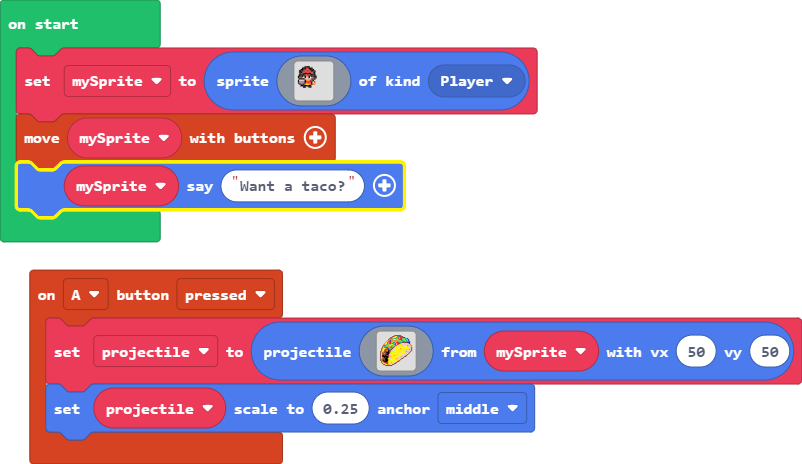 on start
set mySprite to sprite of kind Player
move mySprite with buttons
mySprite say "Want a taco?"
on A button pressed
set projectile to projectile from mySprite with vx 50 vy 50
set projectile scale to 0.25 anchor middle